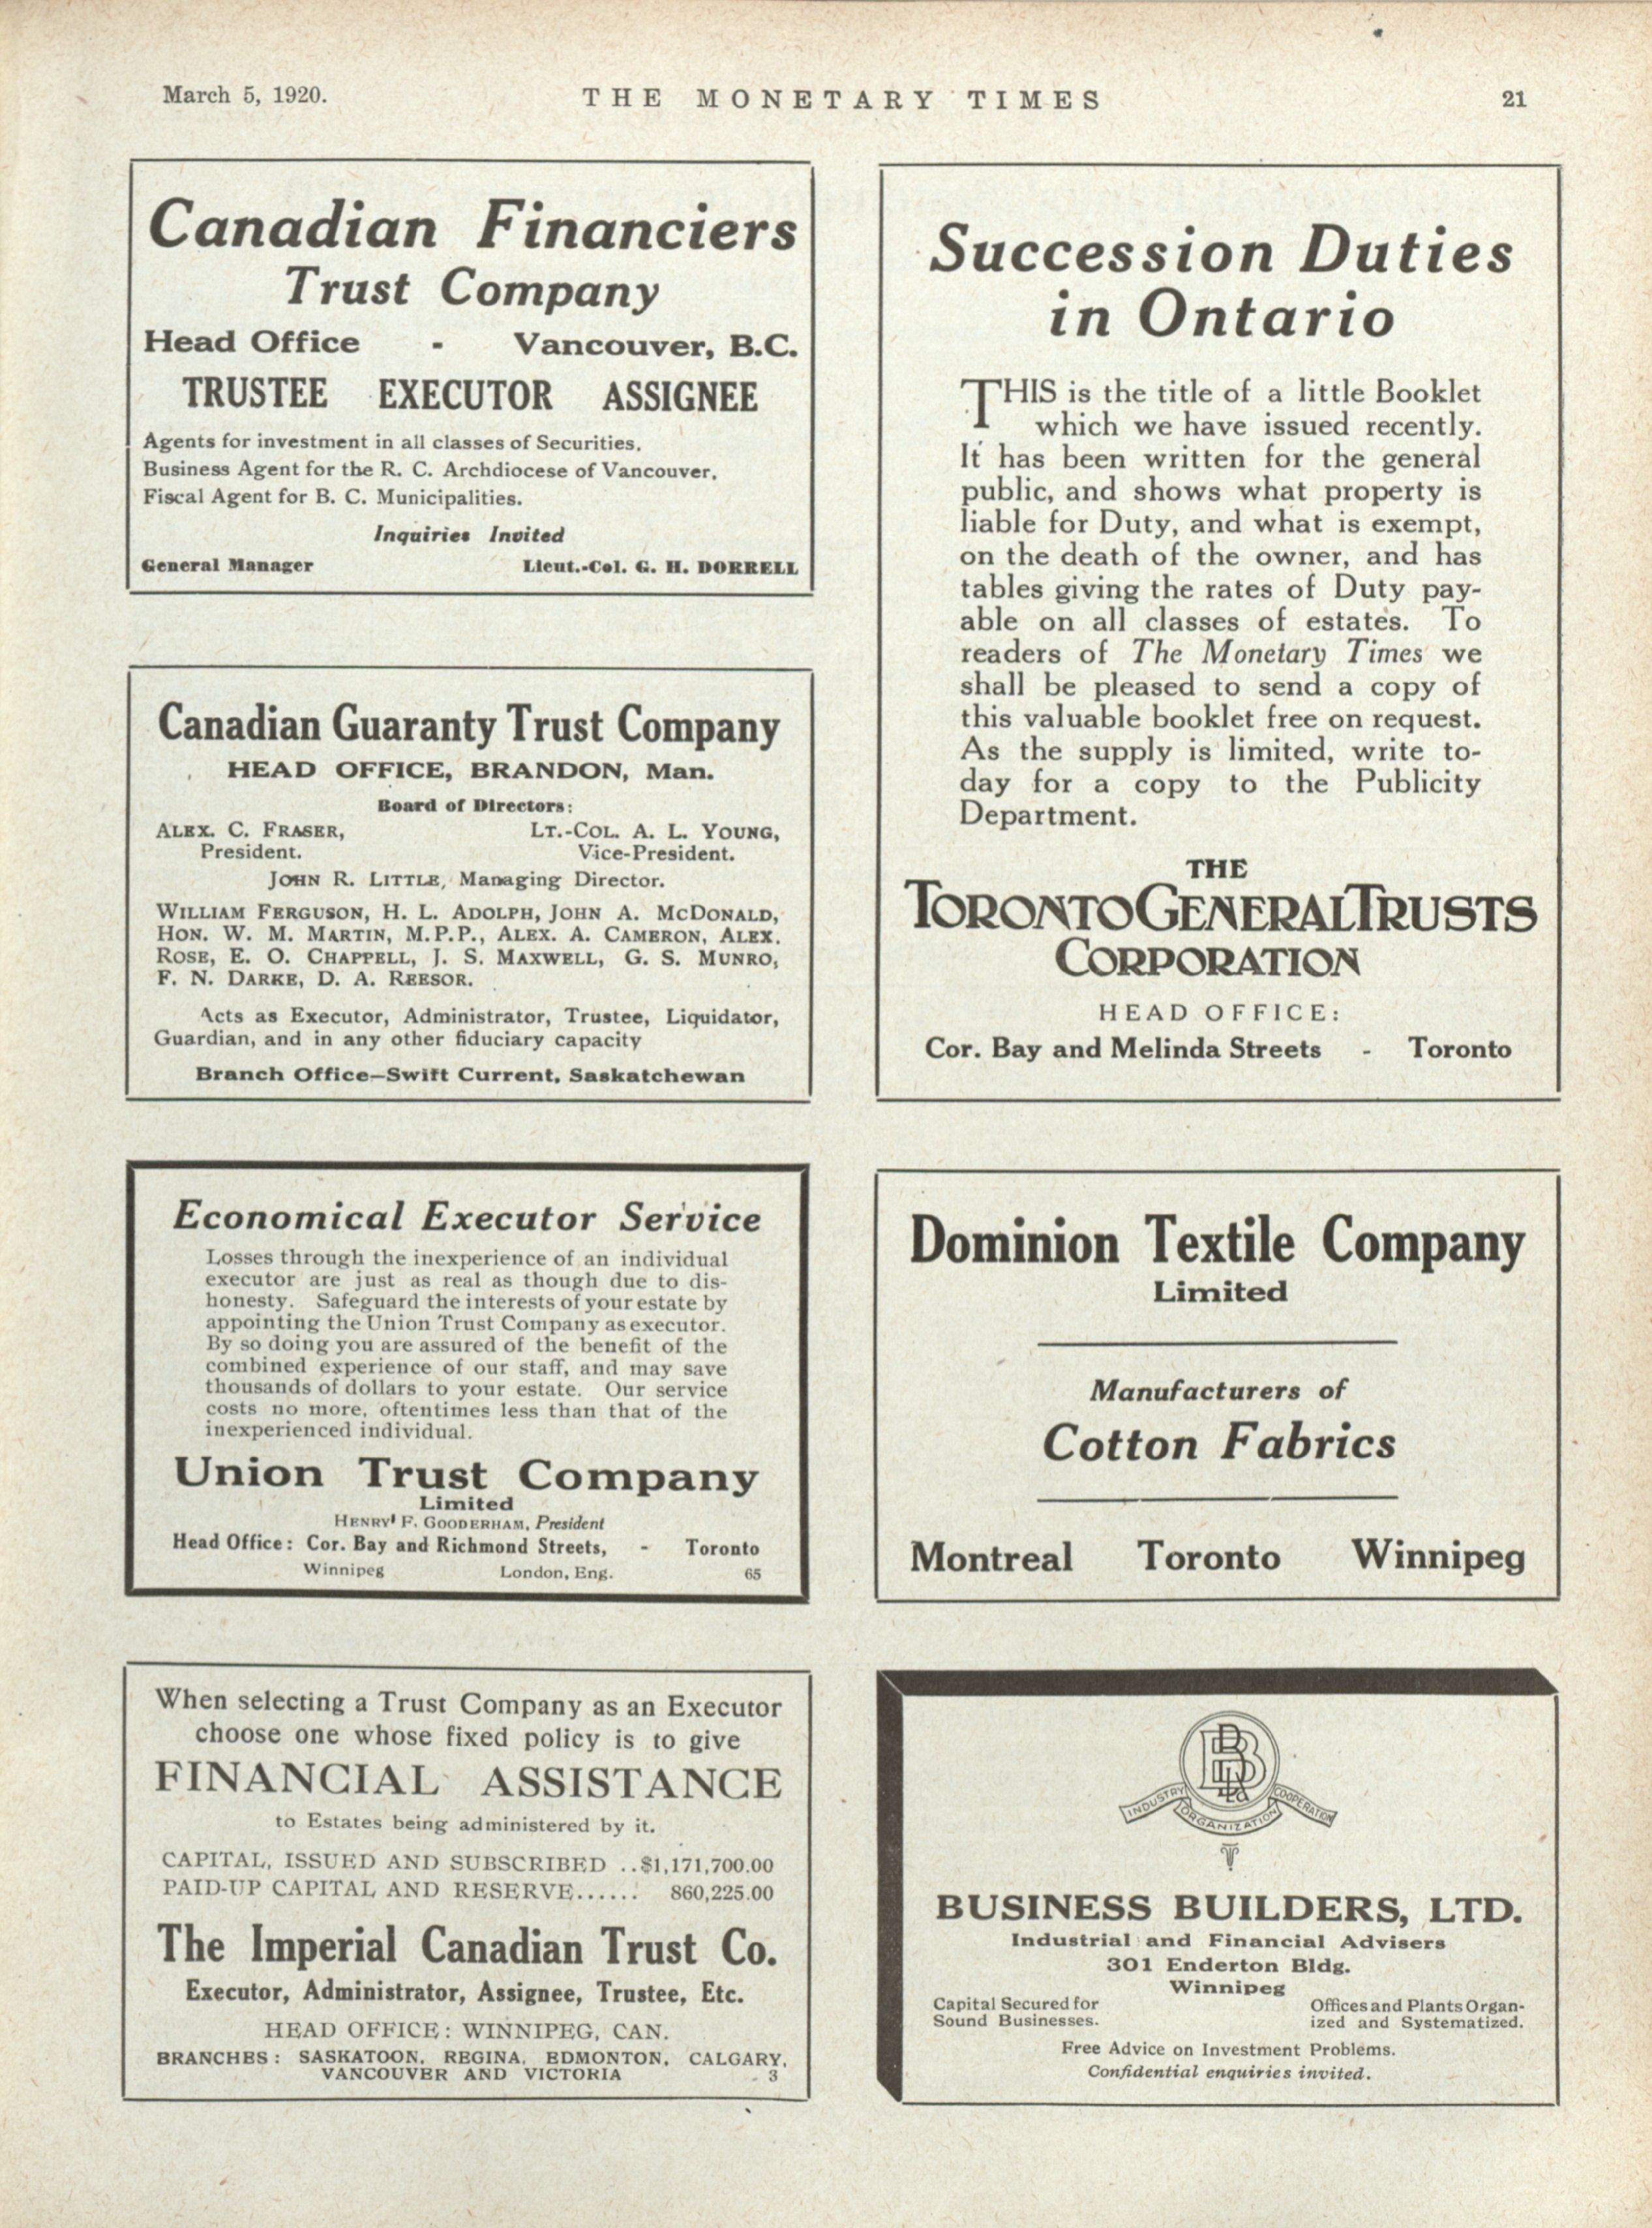 March 5, 1920.
THE MONETARY TIMES
21
Canadian Financiers
Trust Company
Head Office - Vancouver, B.C.
TRUSTEE EXECUTOR ASSIGNEE
Agents for investment in all classes of Securities.
Business Agent for the R. C. Archdiocese of Vancouver.
Fiscal Agent for B. C. Municipalities.
Inquiries Invited
General Manager Lieut.-Col. G. H. DORRELL
Canadian Guaranty Trust Company
HEAD OFFICE, BRANDON, Man.
Board of Directors:
ALEX. C. FRASER, LT.-COL. A. L. YOUNG,
President. Vice-President.
JOHN R. LITTLE, Managing Director.
WILLIAM FERGUSON, H. L. ADOLPH, JOHN A. MCDONALD,
HON. W. M. MARTIN, M.P.P., ALEX. A. CAMERON, ALEX.
ROSE, E. O. CHAPPELL, J. S. MAXWELL, G. S. MUNRO,
F. N. DARKE, D. A. REESOR.
Acts as Executor, Administrator, Trustee, Liquidator,
Guardian, and in any other fiduciary capacity
Branch Office—Swift Current, Saskatchewan
Economical Executor Service
Losses through the inexperience of an individual
executor are just as real as though due to dis-
honesty. Safeguard the interests of your estate by
appointing the Union Trust Company as executor.
By so doing you are assured of the benefit of the
combined experience of our staff, and may save
thousands of dollars to your estate. Our service
costs no more, oftentimes less than that of the
inexperienced individual.
Union Trust Company
Limited
HENRY F. GOODERHAM, President
Head Office: Cor. Bay and Richmond Streets, - Toronto
Winnipeg London, Eng. 65
When selecting a Trust Company as an Executor
choose one whose fixed policy is to give
FINANCIAL ASSISTANCE
to Estates being administered by it.
CAPITAL, ISSUED AND SUBSCRIBED ..$1,171,700.00
PAID-UP CAPITAL AND RESERVE...... 860,225.00
The Imperial Canadian Trust Co.
Executor, Administrator, Assignee, Trustee, Etc.
HEAD OFFICE: WINNIPEG, CAN.
BRANCHES: SASKATOON, REGINA, EDMONTON, CALGARY,
VANCOUVER AND VICTORIA 3
Succession Duties
in Ontario
THIS is the title of a little Booklet
which we have issued recently.
It has been written for the general
public, and shows what property is
liable for Duty, and what is exempt,
on the death of the owner, and has
tables giving the rates of Duty pay-
able on all classes of estates. To
readers of The Monetary Times we
shall be pleased to send a copy of
this valuable booklet free on request.
As the supply is limited, write to-
day for a copy to the Publicity
Department.
THE
TORONTO GENERAL TRUSTS
CORPORATION
HEAD OFFICE:
Cor. Bay and Melinda Streets - Toronto
Dominion Textile Company
Limited
Manufacturers of
Cotton Fabrics
Montreal Toronto Winnipeg
BB Ltd
INDUSTRY ORGANIZATION COOPERATION
BUSINESS BUILDERS, LTD.
Industrial and Financial Advisers
301 Enderton Bldg.
Winnipeg
Capital Secured for Offices and Plants Organ-
Sound Businesses. ized and Systematized.
Free Advice on Investment Problems.
Confidential enquiries invited.